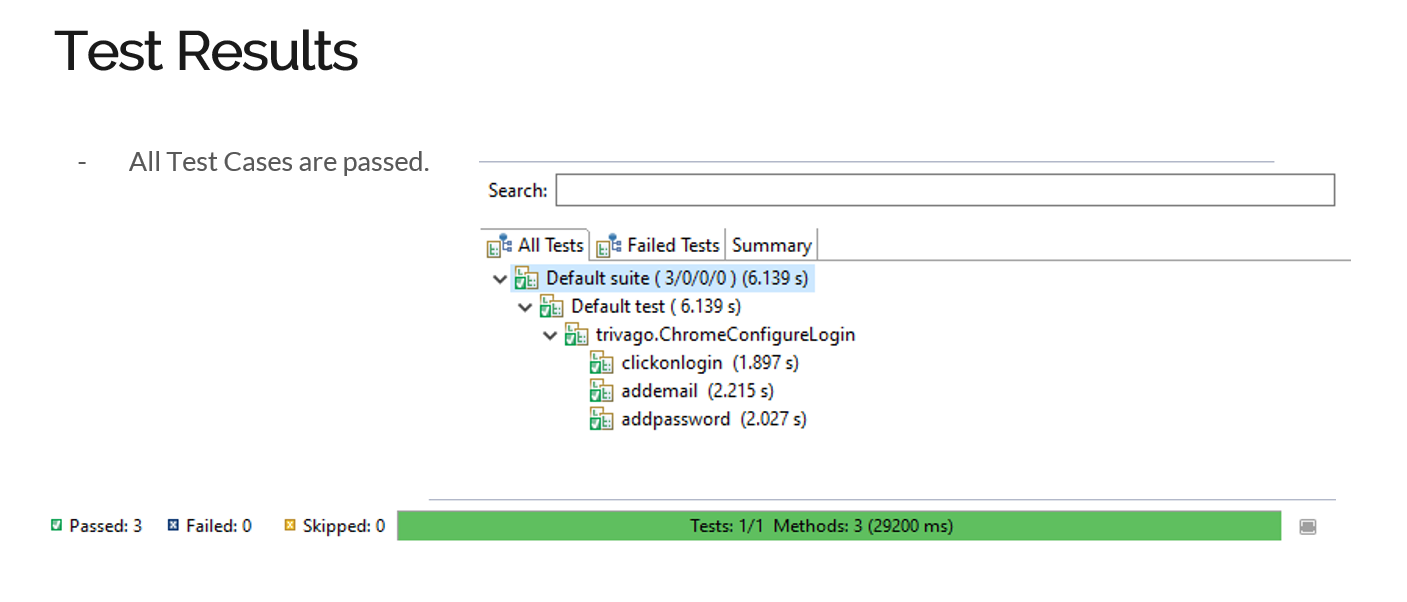 Test Results
- All Test Cases are passed.
Search:
All Tests Failed Tests Summary
Default suite ( 3/0/0/0 ) (6.139 s)
Default test ( 6.139 s)
trivago.ChromeConfigureLogin
clickonlogin (1.897 s)
addemail (2.215 s)
addpassword (2.027 s)
Passed: 3 Failed: 0 Skipped: 0 Tests: 1/1 Methods: 3 (29200 ms)